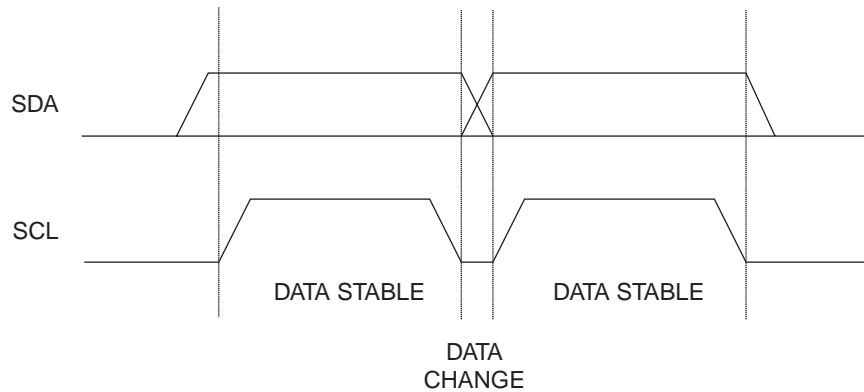 SDA
SCL
DATA STABLE
DATA STABLE
DATA
CHANGE